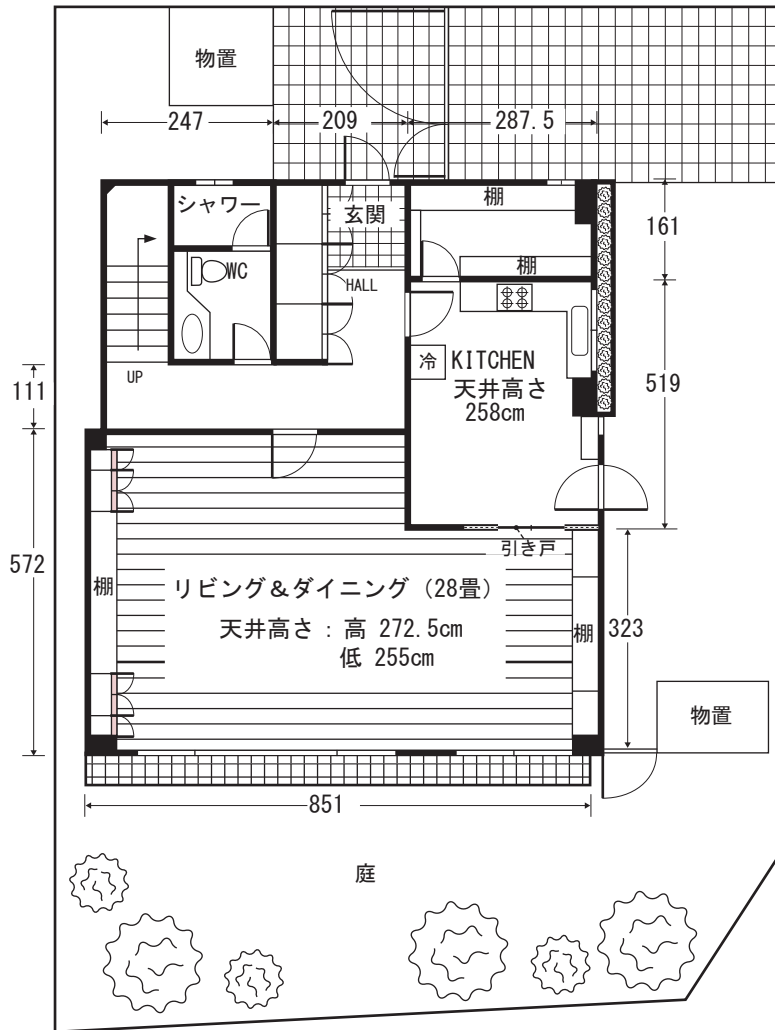 物置
247
209
287.5
シャワー
玄関
棚
161
WC
HALL
棚
UP
冷
KITCHEN
天井高さ
258cm
519
111
引き戸
572
棚
リビング＆ダイニング（28畳）
天井高さ：高 272.5cm
低 255cm
棚
323
物置
851
庭